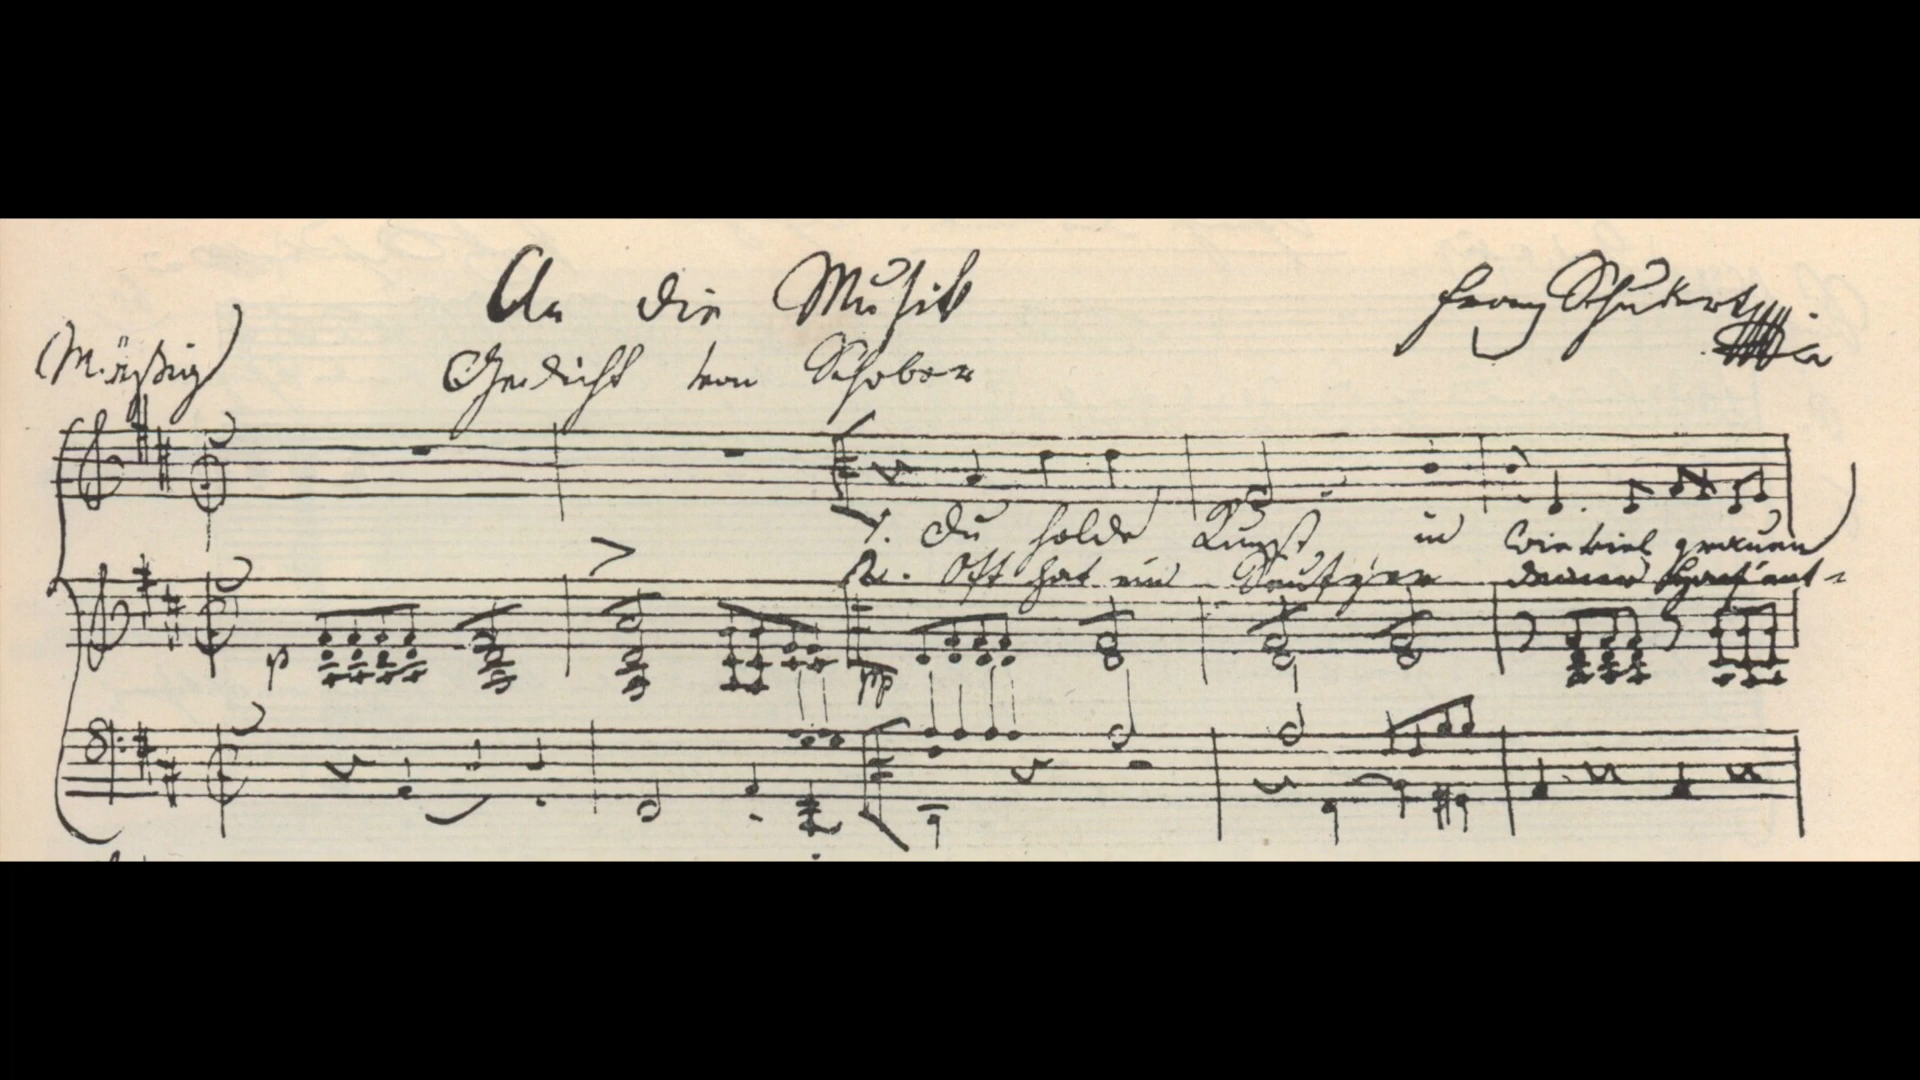 An die Musik
Franz Schubert
Mäßig
Gedicht von Schober
1. Du holde Kunst in wie viel grauen
2. Oft hat ein Seufzer deiner Harf' ent-
p
pp